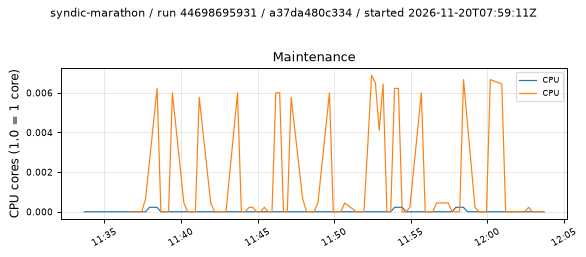 syndic-marathon / run 44698695931 / a37da480c334 / started 2026-11-20T07:59:11Z
Maintenance
CPU cores (1.0 = 1 core)
0.006
0.004
0.002
0.000
CPU
CPU
11:35
11:40
11:45
11:50
11:55
12:00
12:05